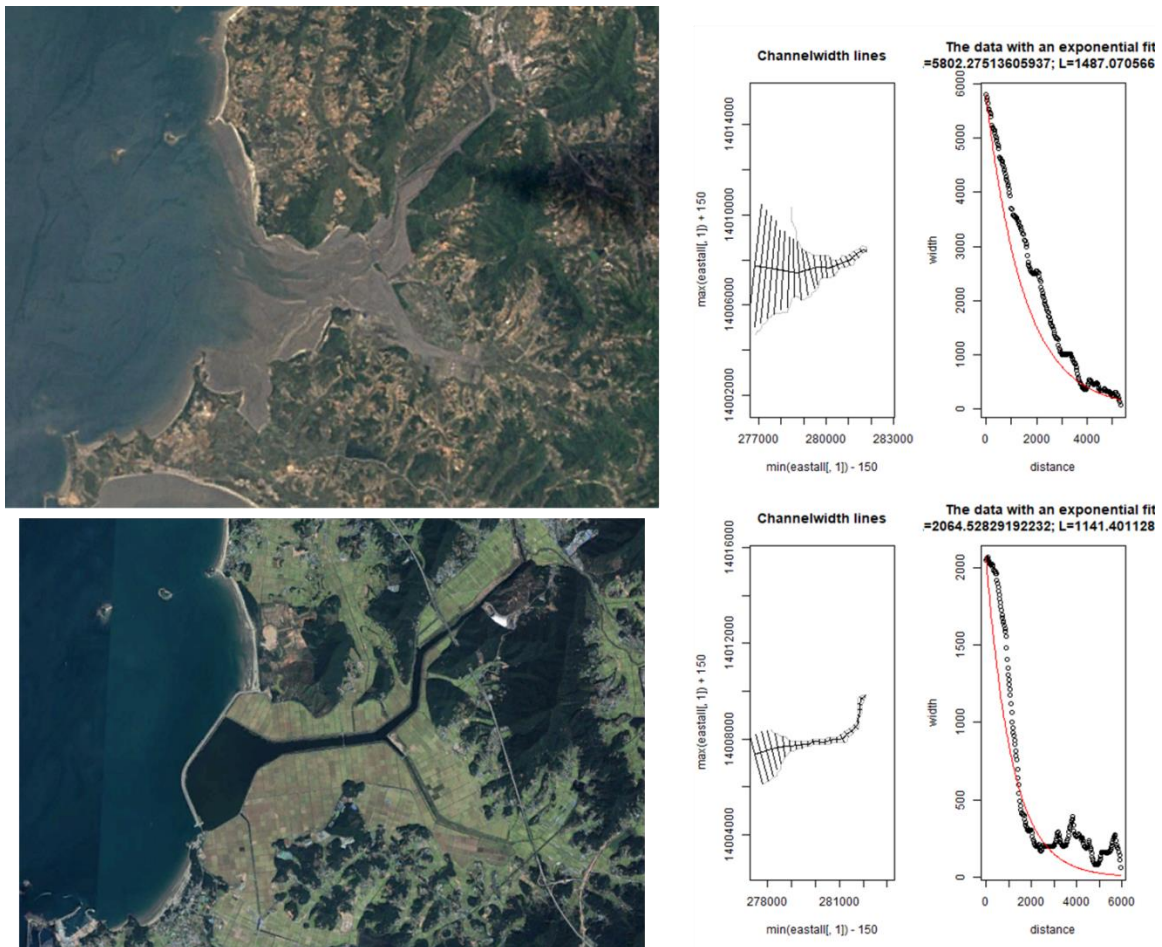 Channelwidth lines
max(eastall[, 1]) + 150
14002000
14006000
14010000
14014000
277000 280000 283000
min(eastall[, 1]) - 150
The data with an exponential fit
.=5802.27513605937; L=1487.070566
width
0
1000
2000
3000
4000
5000
6000
0 2000 4000
distance
Channelwidth lines
max(eastall[, 1]) + 150
14004000
14008000
14012000
14016000
278000 281000
min(eastall[, 1]) - 150
The data with an exponential fit
.=2064.52829192232; L=1141.401128
width
0
500
1000
1500
2000
0 2000 4000 6000
distance